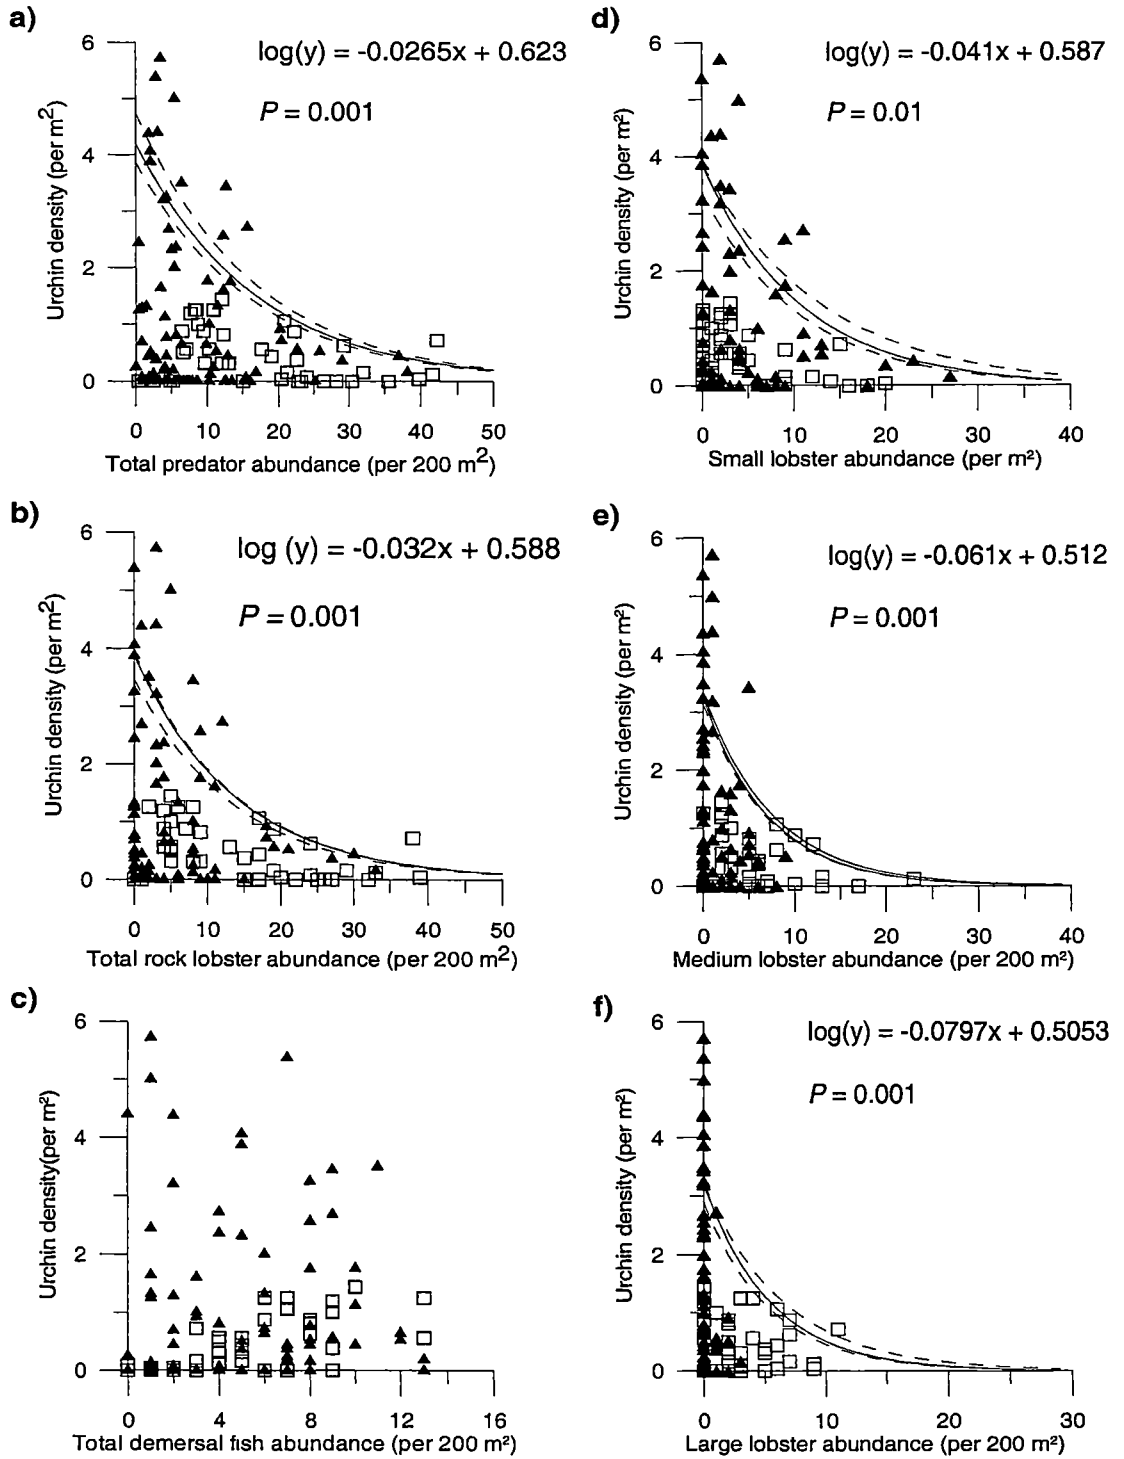 a)
log(y) = -0.0265x + 0.623
P = 0.001
Urchin density (per m²)
6
4
2
0
0 10 20 30 40 50
Total predator abundance (per 200 m²)
b)
log (y) = -0.032x + 0.588
P = 0.001
Urchin density (per m²)
6
4
2
0
0 10 20 30 40 50
Total rock lobster abundance (per 200 m²)
c)
Urchin density(per m²)
6
4
2
0
0 4 8 12 16
Total demersal fish abundance (per 200 m²)
d)
log(y) = -0.041x + 0.587
P = 0.01
Urchin density (per m²)
6
4
2
0
0 10 20 30 40
Small lobster abundance (per m²)
e)
log(y) = -0.061x + 0.512
P = 0.001
Urchin density (per m²)
6
4
2
0
0 10 20 30 40
Medium lobster abundance (per 200 m²)
f)
log(y) = -0.0797x + 0.5053
P = 0.001
Urchin density (per m²)
6
4
2
0
0 10 20 30
Large lobster abundance (per 200 m²)